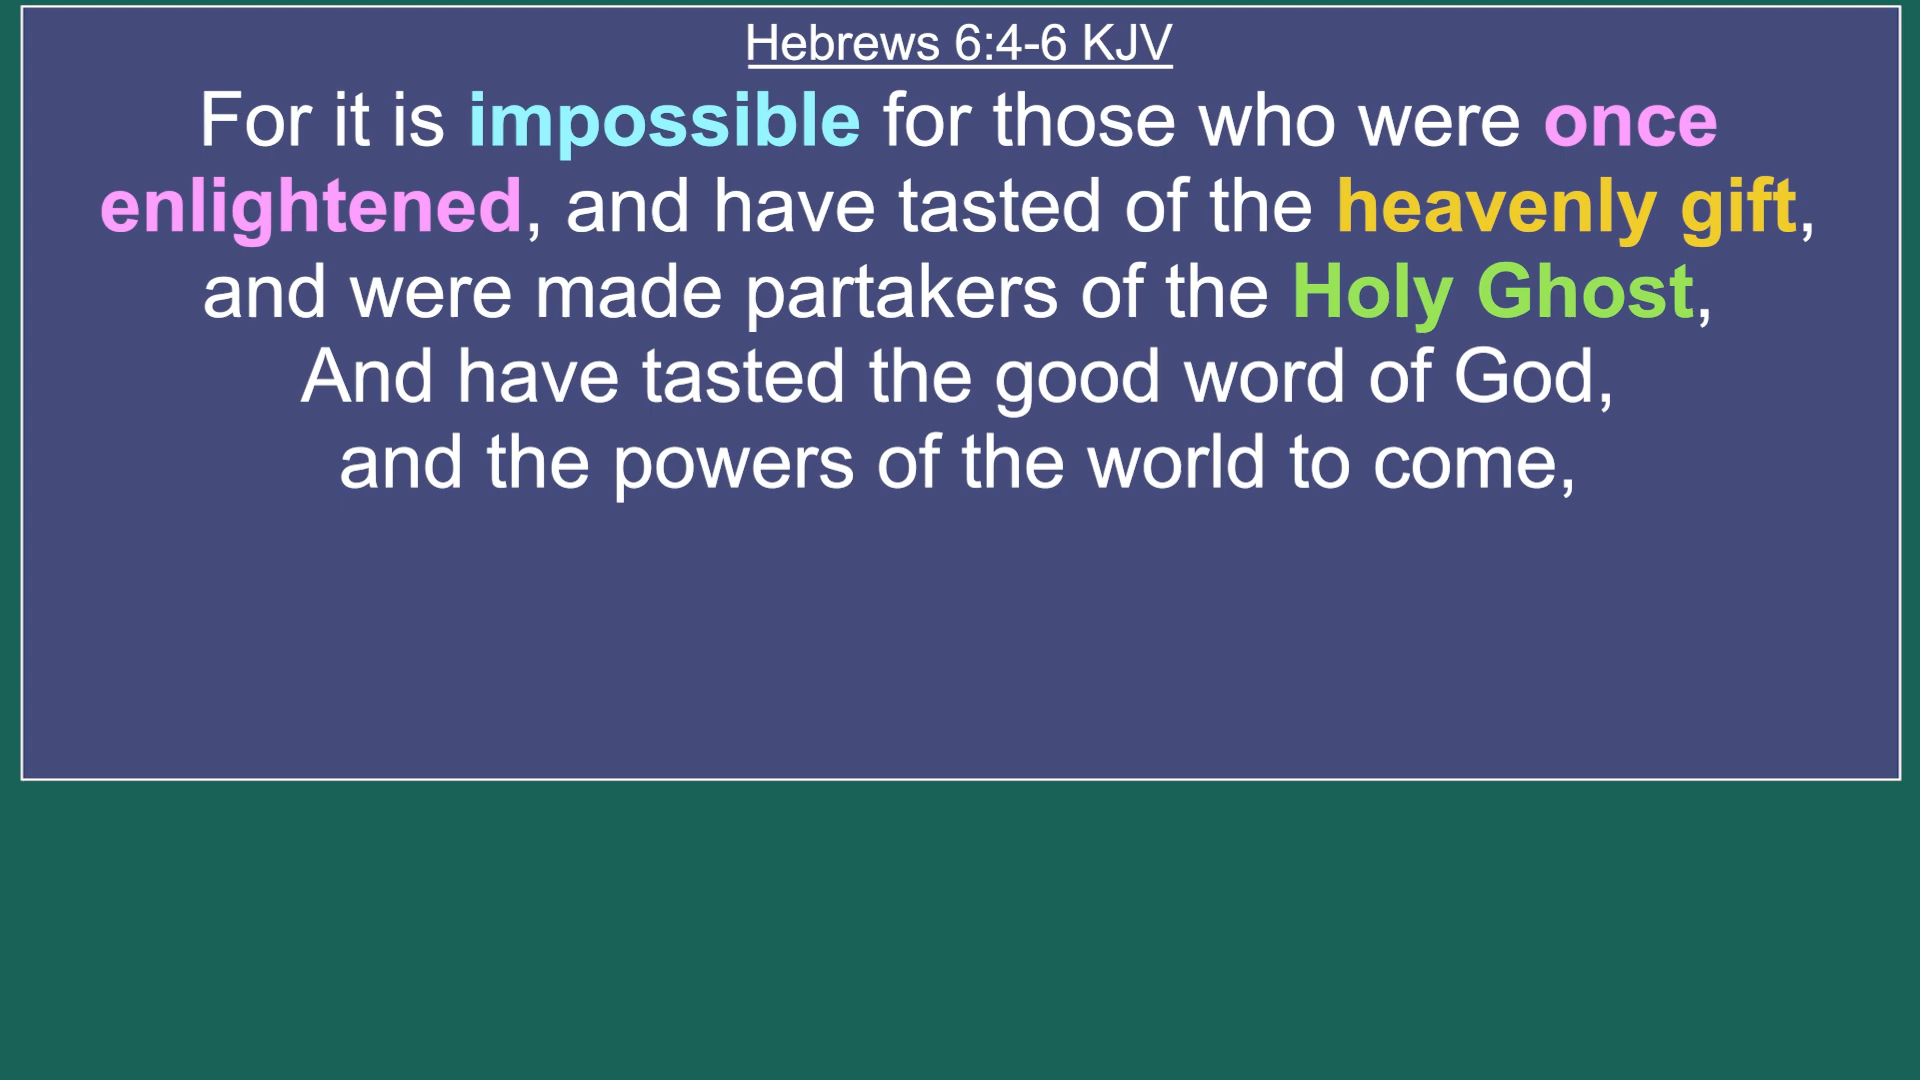 Hebrews 6:4-6 KJV
For it is impossible for those who were once
enlightened, and have tasted of the heavenly gift,
and were made partakers of the Holy Ghost,
And have tasted the good word of God,
and the powers of the world to come,